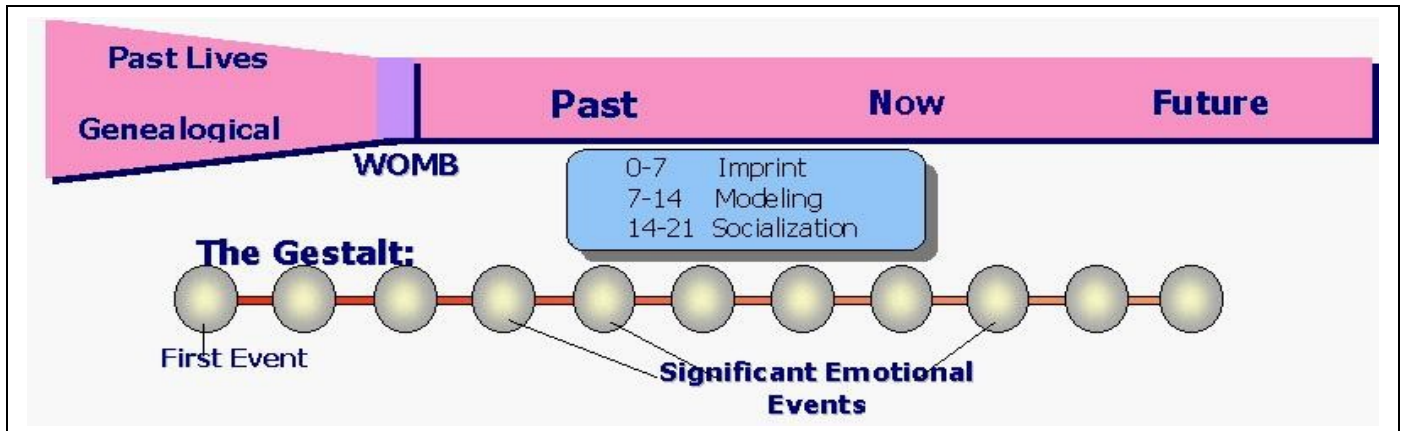 Past Lives
Genealogical
WOMB
Past
Now
Future
0-7 Imprint
7-14 Modeling
14-21 Socialization
The Gestalt:
First Event
Significant Emotional
Events